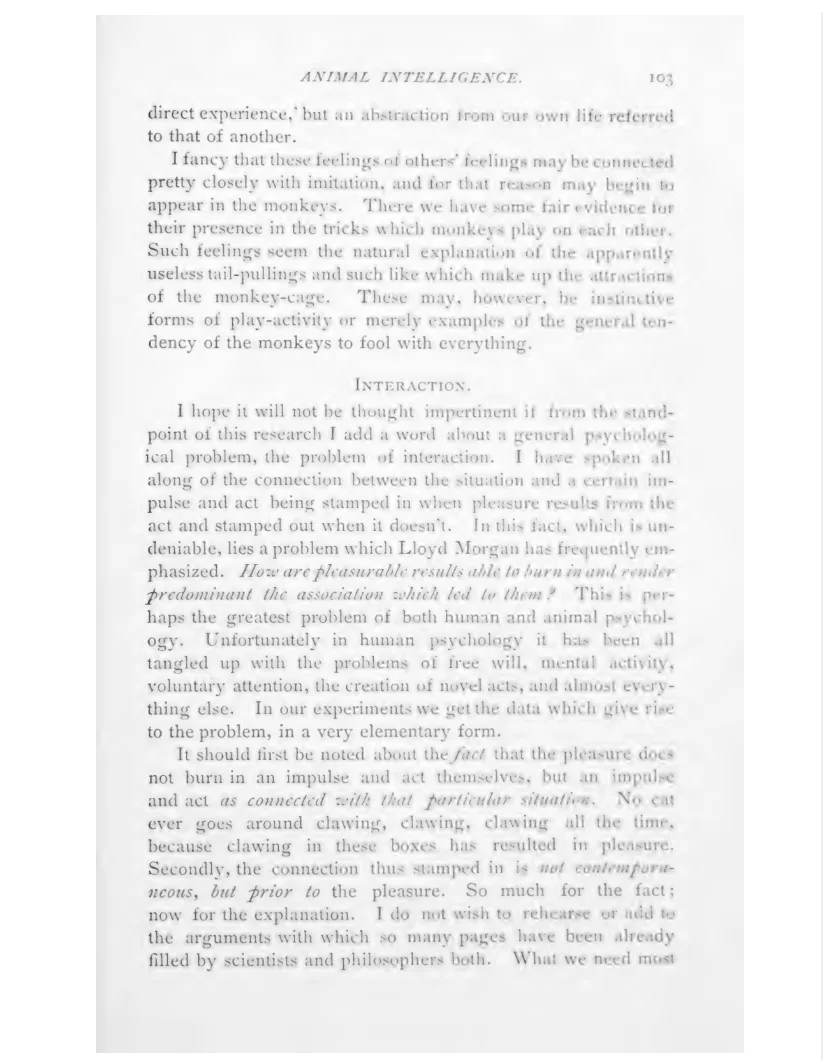 ANIMAL INTELLIGENCE. 103
direct experience,' but an abstraction from our own life referred
to that of another.
I fancy that these feelings of others' feelings may be connected
pretty closely with imitation, and for that reason may begin to
appear in the monkeys. There we have some fair evidence for
their presence in the tricks which monkeys play on each other.
Such feelings seem the natural explanation of the apparently
useless tail-pullings and such like which make up the attractions
of the monkey-cage. These may, however, be instinctive
forms of play-activity or merely examples of the general ten-
dency of the monkeys to fool with everything.
INTERACTION.
I hope it will not be thought impertinent if from the stand-
point of this research I add a word about a general psycholog-
ical problem, the problem of interaction. I have spoken all
along of the connection between the situation and a certain im-
pulse and act being stamped in when pleasure results from the
act and stamped out when it doesn't. In this fact, which is un-
deniable, lies a problem which Lloyd Morgan has frequently em-
phasized. How are pleasurable results able to burn in and render
predominant the association which led to them? This is per-
haps the greatest problem of both human and animal psychol-
ogy. Unfortunately in human psychology it has been all
tangled up with the problems of free will, mental activity,
voluntary attention, the creation of novel acts, and almost every-
thing else. In our experiments we get the data which give rise
to the problem, in a very elementary form.
It should first be noted about the fact that the pleasure does
not burn in an impulse and act themselves, but an impulse
and act as connected with that particular situation. No cat
ever goes around clawing, clawing, clawing all the time,
because clawing in these boxes has resulted in pleasure.
Secondly, the connection thus stamped in is not contempora-
neous, but prior to the pleasure. So much for the fact;
now for the explanation. I do not wish to rehearse or add to
the arguments with which so many pages have been already
filled by scientists and philosophers both. What we need most